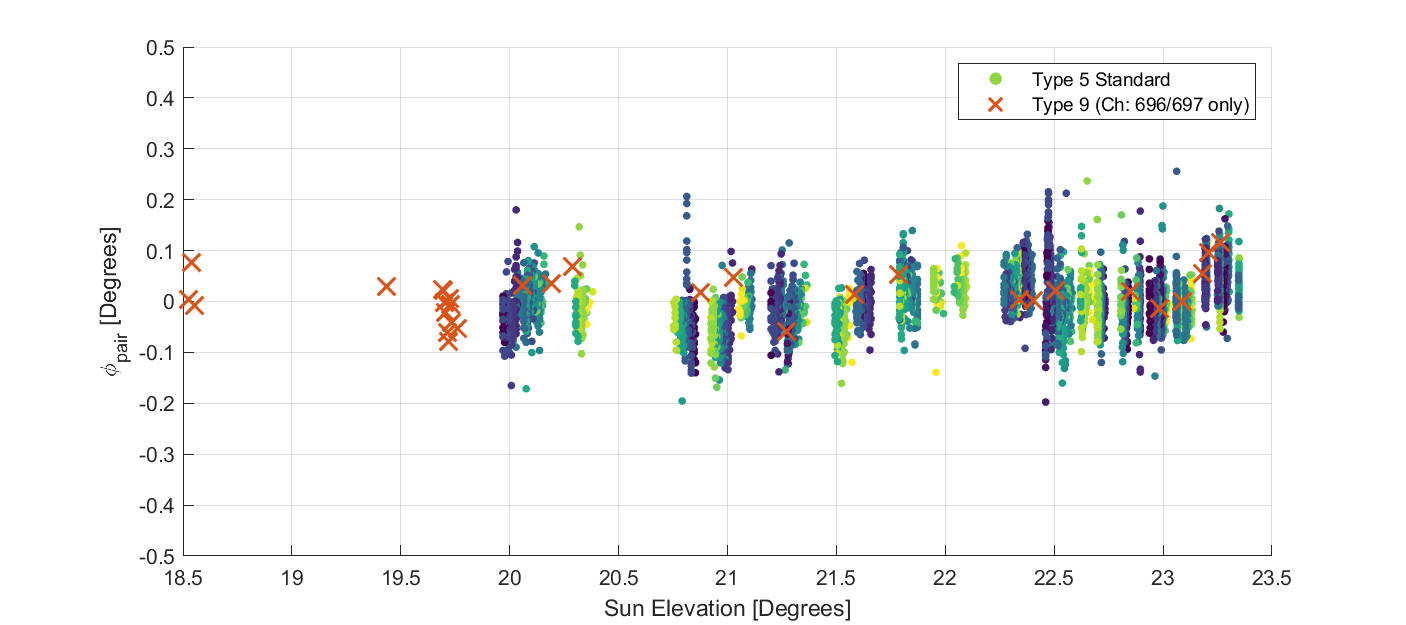 0.5
0.4
0.3
0.2
0.1
0
-0.1
-0.2
-0.3
-0.4
-0.5
ϕpair [Degrees]
Type 5 Standard
Type 9 (Ch: 696/697 only)
18.5 19 19.5 20 20.5 21 21.5 22 22.5 23 23.5
Sun Elevation [Degrees]